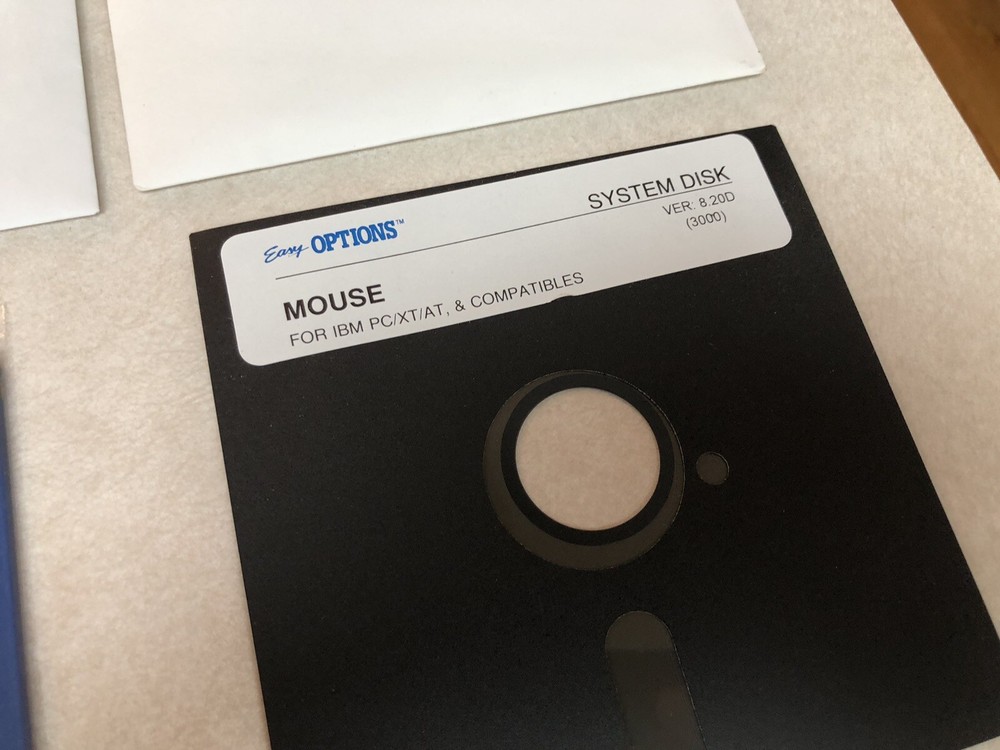 Easy OPTIONS™
SYSTEM DISK
VER: 8.20D
(3000)
MOUSE
FOR IBM PC/XT/AT, & COMPATIBLES